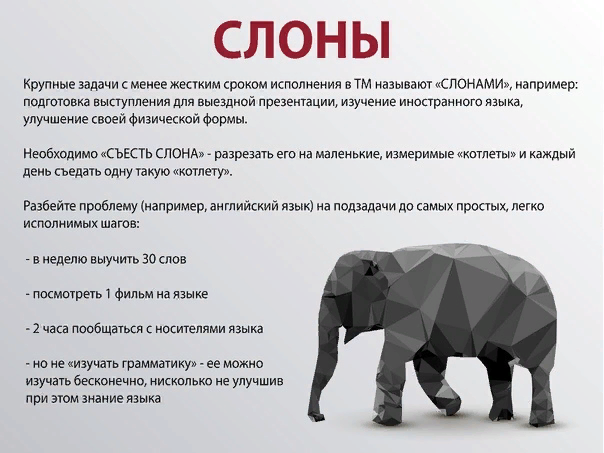 СЛОНЫ
Крупные задачи с менее жестким сроком исполнения в ТМ называют «СЛОНАМИ», например:
подготовка выступления для выездной презентации, изучение иностранного языка,
улучшение своей физической формы.
Необходимо «СЪЕСТЬ СЛОНА» - разрезать его на маленькие, измеримые «котлеты» и каждый
день съедать одну такую «котлету».
Разбейте проблему (например, английский язык) на подзадачи до самых простых, легко
исполнимых шагов:
- в неделю выучить 30 слов
- посмотреть 1 фильм на языке
- 2 часа пообщаться с носителями языка
- но не «изучать грамматику» - ее можно
изучать бесконечно, нисколько не улучшив
при этом знание языка